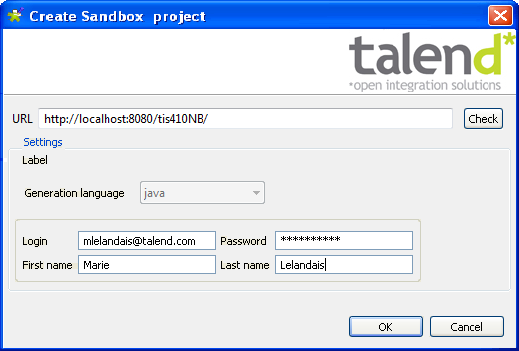 Create Sandbox project
talend*
*open integration solutions
URL http://localhost:8080/tis410NB/ Check
Settings
Label
Generation language java
Login mlelandais@talend.com Password **********
First name Marie Last name Lelandais
OK Cancel